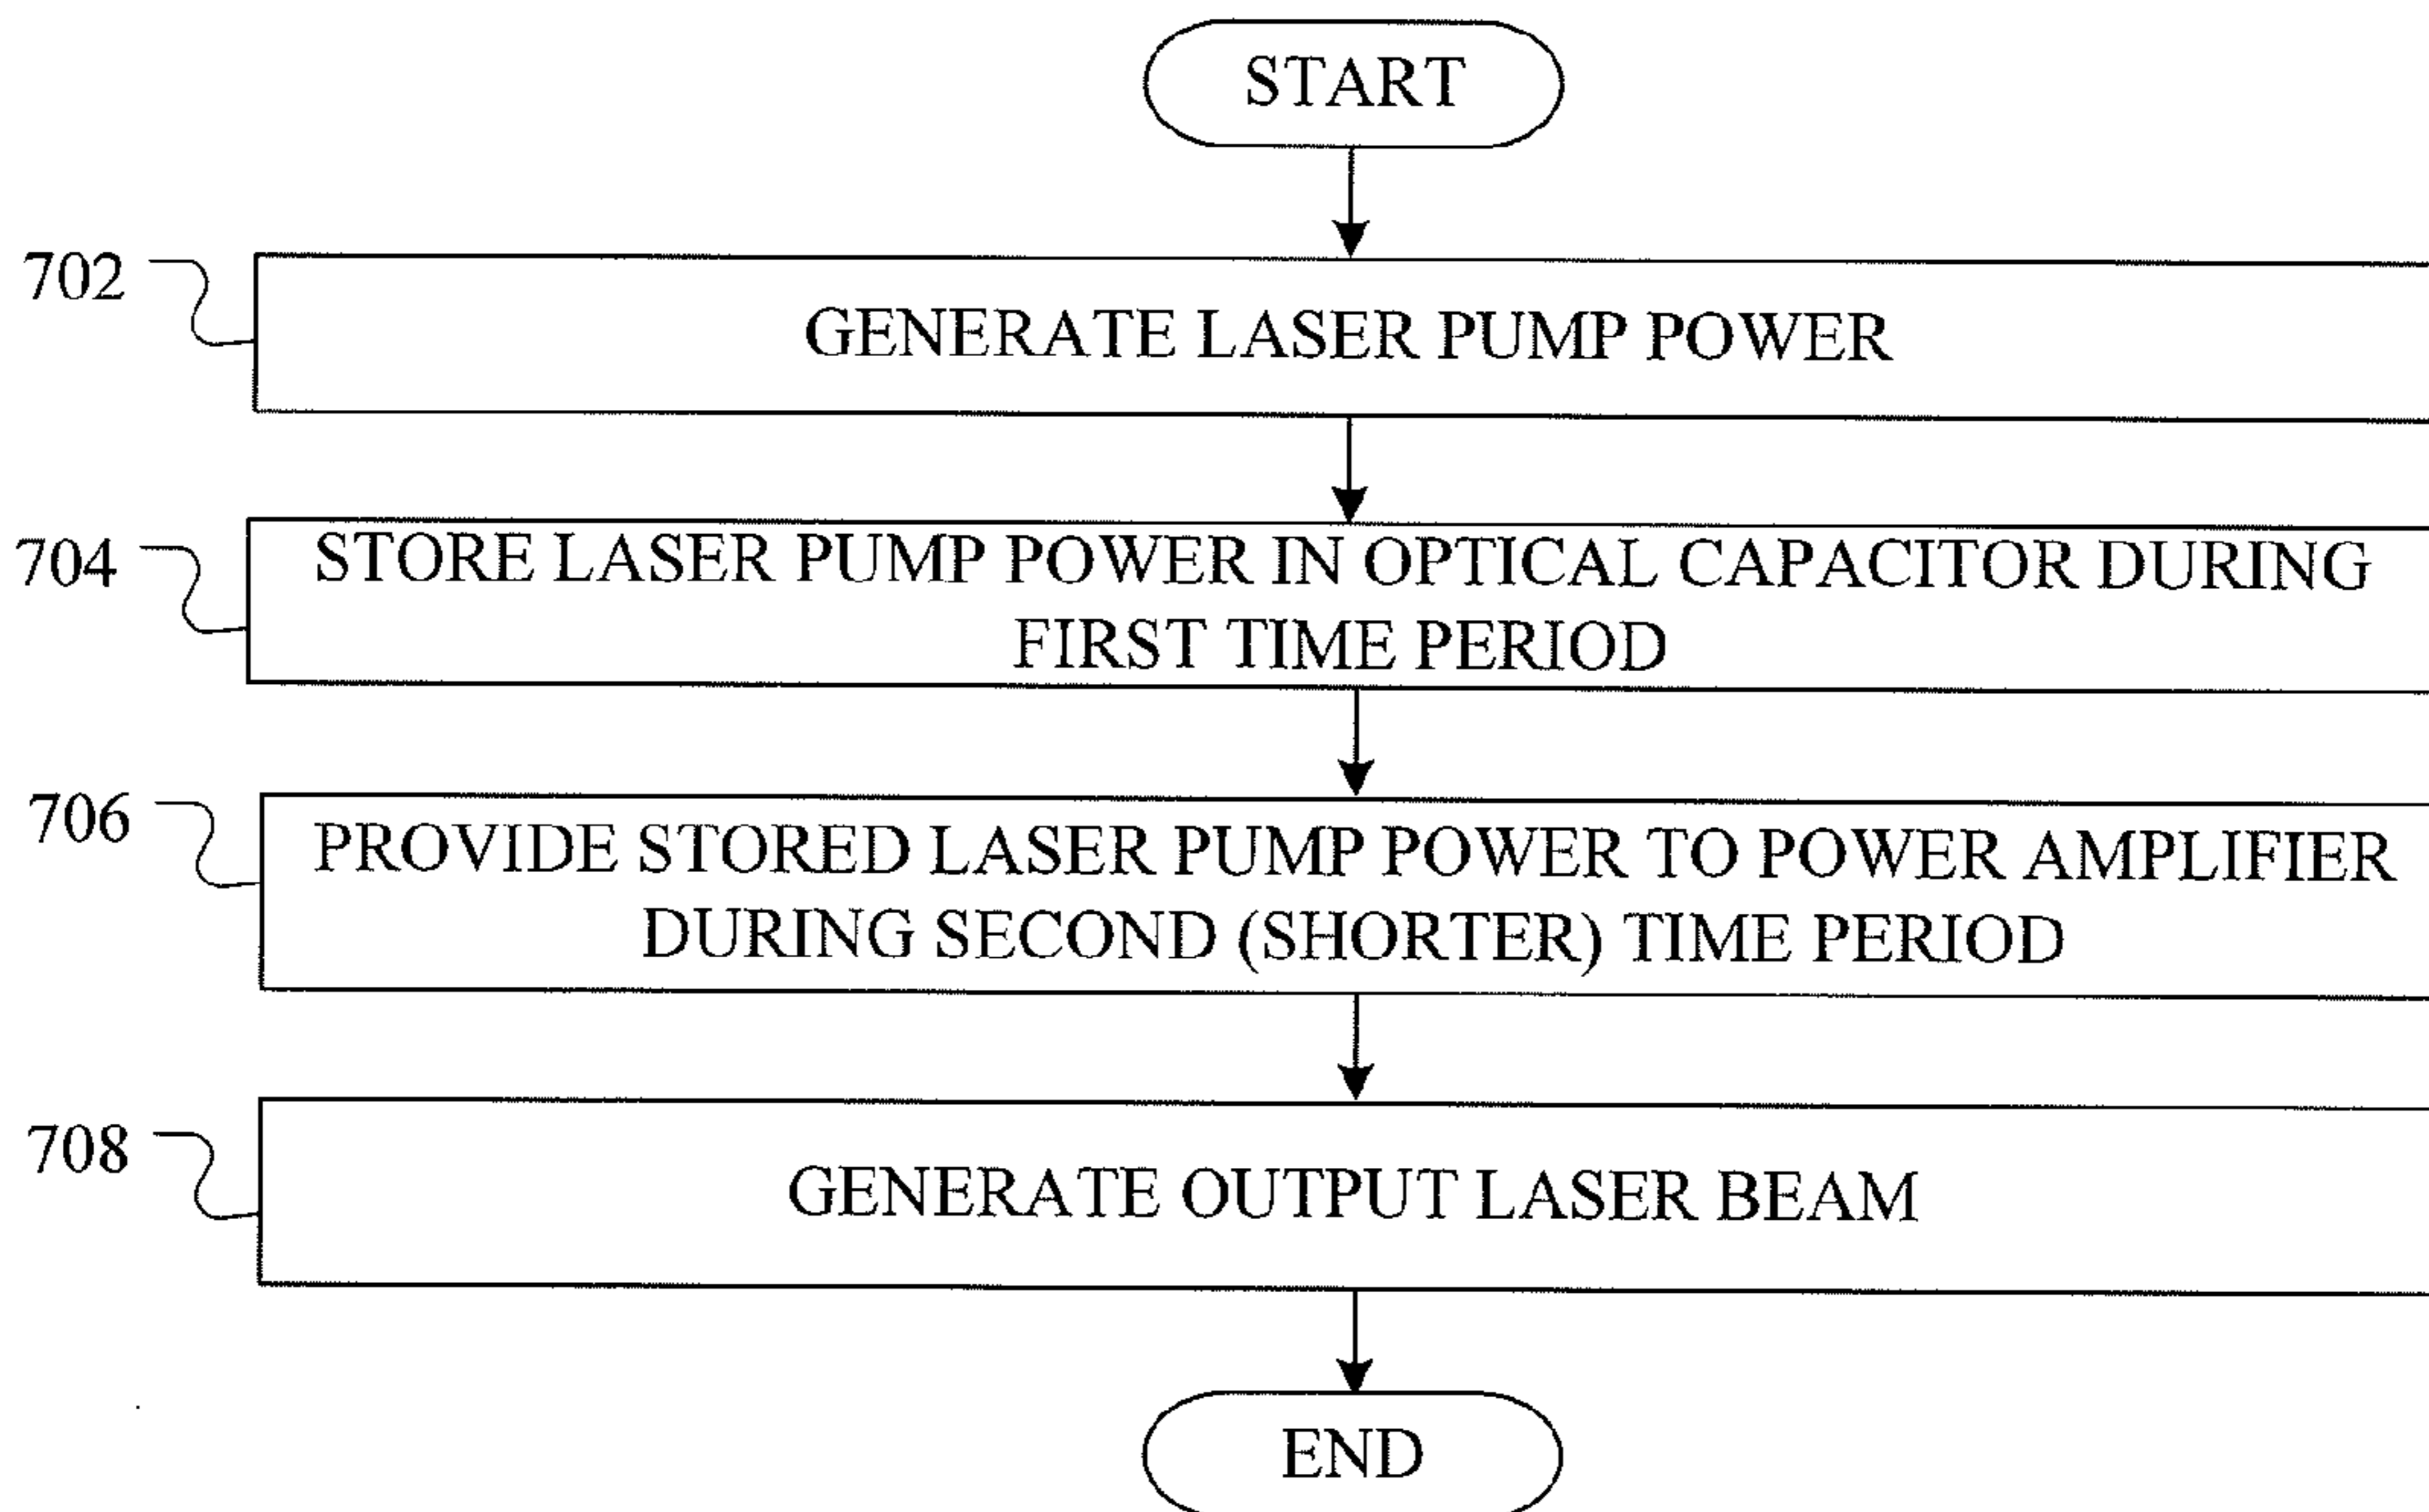 START
702
GENERATE LASER PUMP POWER
704
STORE LASER PUMP POWER IN OPTICAL CAPACITOR DURING
FIRST TIME PERIOD
706
PROVIDE STORED LASER PUMP POWER TO POWER AMPLIFIER
DURING SECOND (SHORTER) TIME PERIOD
708
GENERATE OUTPUT LASER BEAM
END